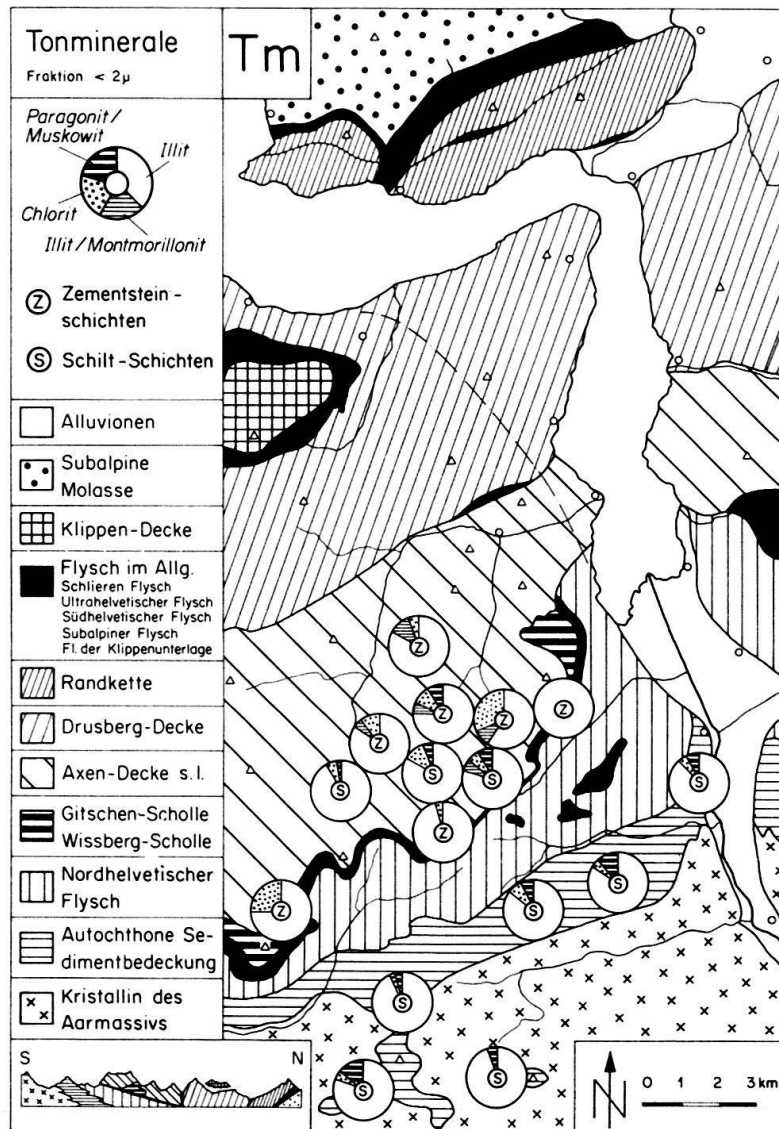 Tonminerale
Fraktion < 2µ
Tm
Paragonit/
Muskowit
Illit
Chlorit
Illit/Montmorillonit
Z Zementstein-
schichten
S Schilt-Schichten
Alluvionen
Subalpine
Molasse
Klippen-Decke
Flysch im Allg.
Schlieren Flysch
Ultrahelvetischer Flysch
Südhelvetischer Flysch
Subalpiner Flysch
Fl. der Klippenunterlage
Randkette
Drusberg-Decke
Axen-Decke s.l.
Gitschen-Scholle
Wissberg-Scholle
Nordhelvetischer
Flysch
Autochthone Se-
dimentbedeckung
Kristallin des
Aarmassivs
S N
Z
Z Z Z
Z S S S
S
Z
Z
S
S
S
S S
N
0 1 2 3 km